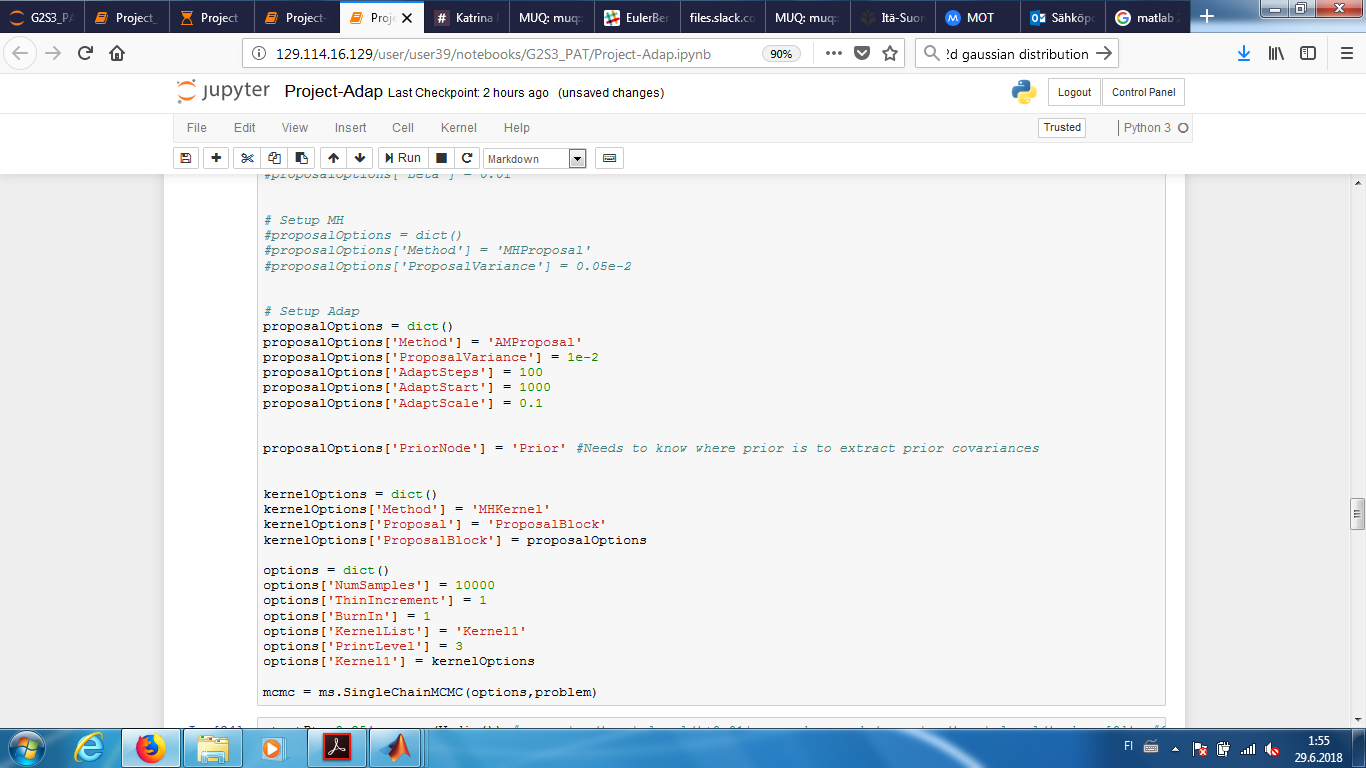 G2S3_PA
Project_
Project
Project-
Proje
Katrina
MUQ: muq:
EulerBer
files.slack.co
MUQ: muq:
Itä-Suor
MOT
Sähköpo
matlab 2
129.114.16.129/user/user39/notebooks/G2S3_PAT/Project-Adap.ipynb
90%
2d gaussian distribution
jupyter Project-Adap Last Checkpoint: 2 hours ago (unsaved changes)
Logout
Control Panel
File Edit View Insert Cell Kernel Help
Trusted
Python 3
Run
Markdown
#proposalOptions['Beta'] = 0.01
# Setup MH
#proposalOptions = dict()
#proposalOptions['Method'] = 'MHProposal'
#proposalOptions['ProposalVariance'] = 0.05e-2
# Setup Adap
proposalOptions = dict()
proposalOptions['Method'] = 'AMProposal'
proposalOptions['ProposalVariance'] = 1e-2
proposalOptions['AdaptSteps'] = 100
proposalOptions['AdaptStart'] = 1000
proposalOptions['AdaptScale'] = 0.1
proposalOptions['PriorNode'] = 'Prior' #Needs to know where prior is to extract prior covariances
kernelOptions = dict()
kernelOptions['Method'] = 'MHKernel'
kernelOptions['Proposal'] = 'ProposalBlock'
kernelOptions['ProposalBlock'] = proposalOptions
options = dict()
options['NumSamples'] = 10000
options['ThinIncrement'] = 1
options['BurnIn'] = 1
options['KernelList'] = 'Kernel1'
options['PrintLevel'] = 3
options['Kernel1'] = kernelOptions
mcmc = ms.SingleChainMCMC(options,problem)
FI
1:55
29.6.2018